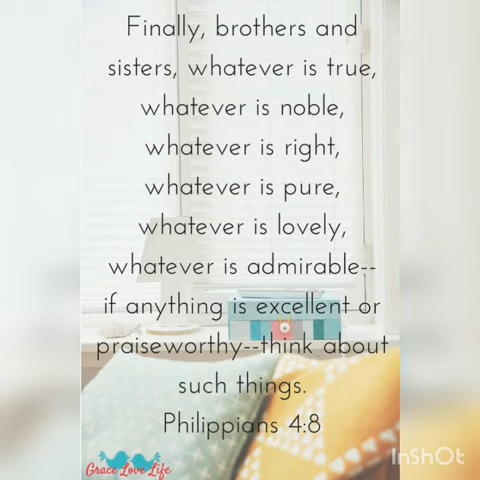 Finally, brothers and
sisters, whatever is true,
whatever is noble,
whatever is right,
whatever is pure,
whatever is lovely,
whatever is admirable--
if anything is excellent or
praiseworthy--think about
such things.
Philippians 4:8
Grace Love Life
InShOt